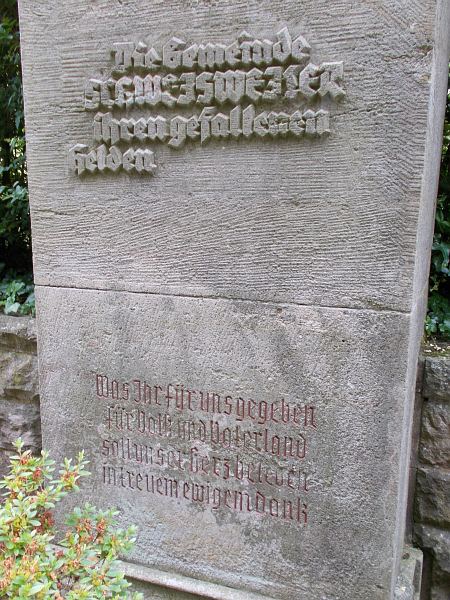 Die Gemeinde
SCHWEISWEILER
ihren gefallenen
Helden
Was Ihr für uns gegeben
für Volk und Vaterland
soll unser Herz beleben
in treuem ewigem Dank